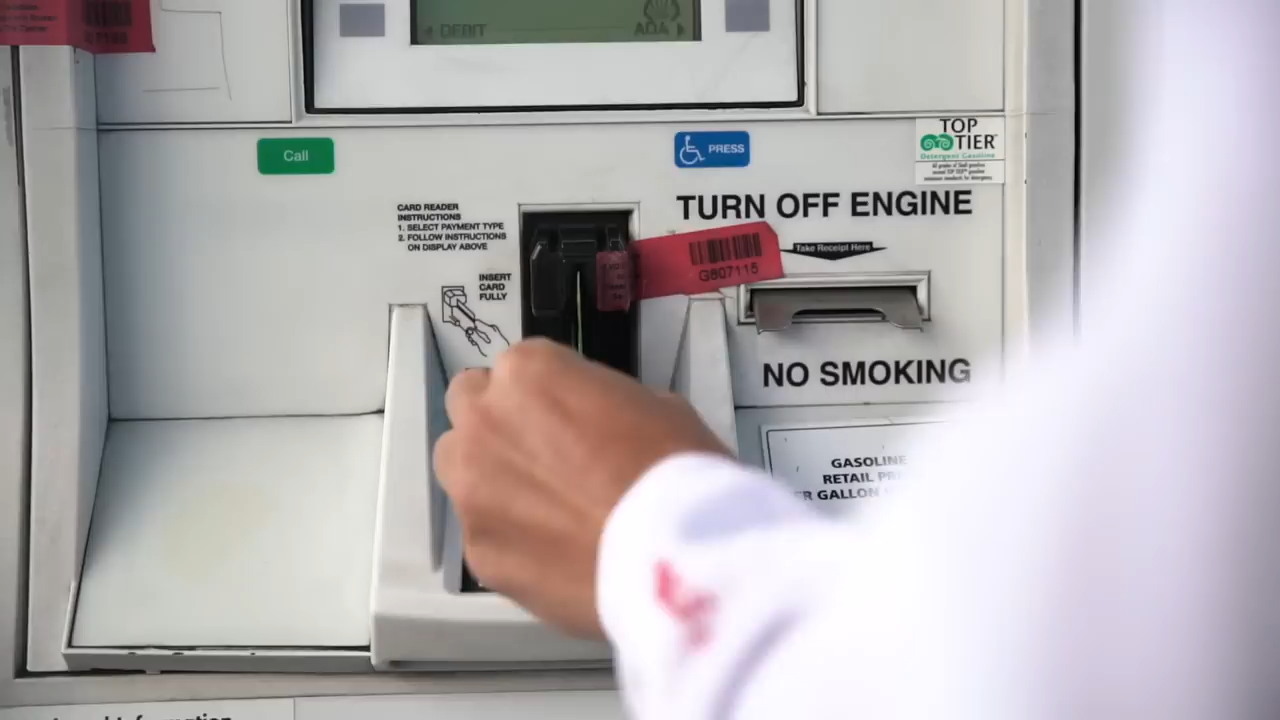 DEBIT
ADA
Call
PRESS
TOP
TIER
Detergent Gasoline
CARD READER
INSTRUCTIONS
1. SELECT PAYMENT TYPE
2. FOLLOW INSTRUCTIONS
ON DISPLAY ABOVE
INSERT
CARD
FULLY
TURN OFF ENGINE
G807115
Take Receipt Here
NO SMOKING
GASOLINE
RETAIL
GALLON
Information